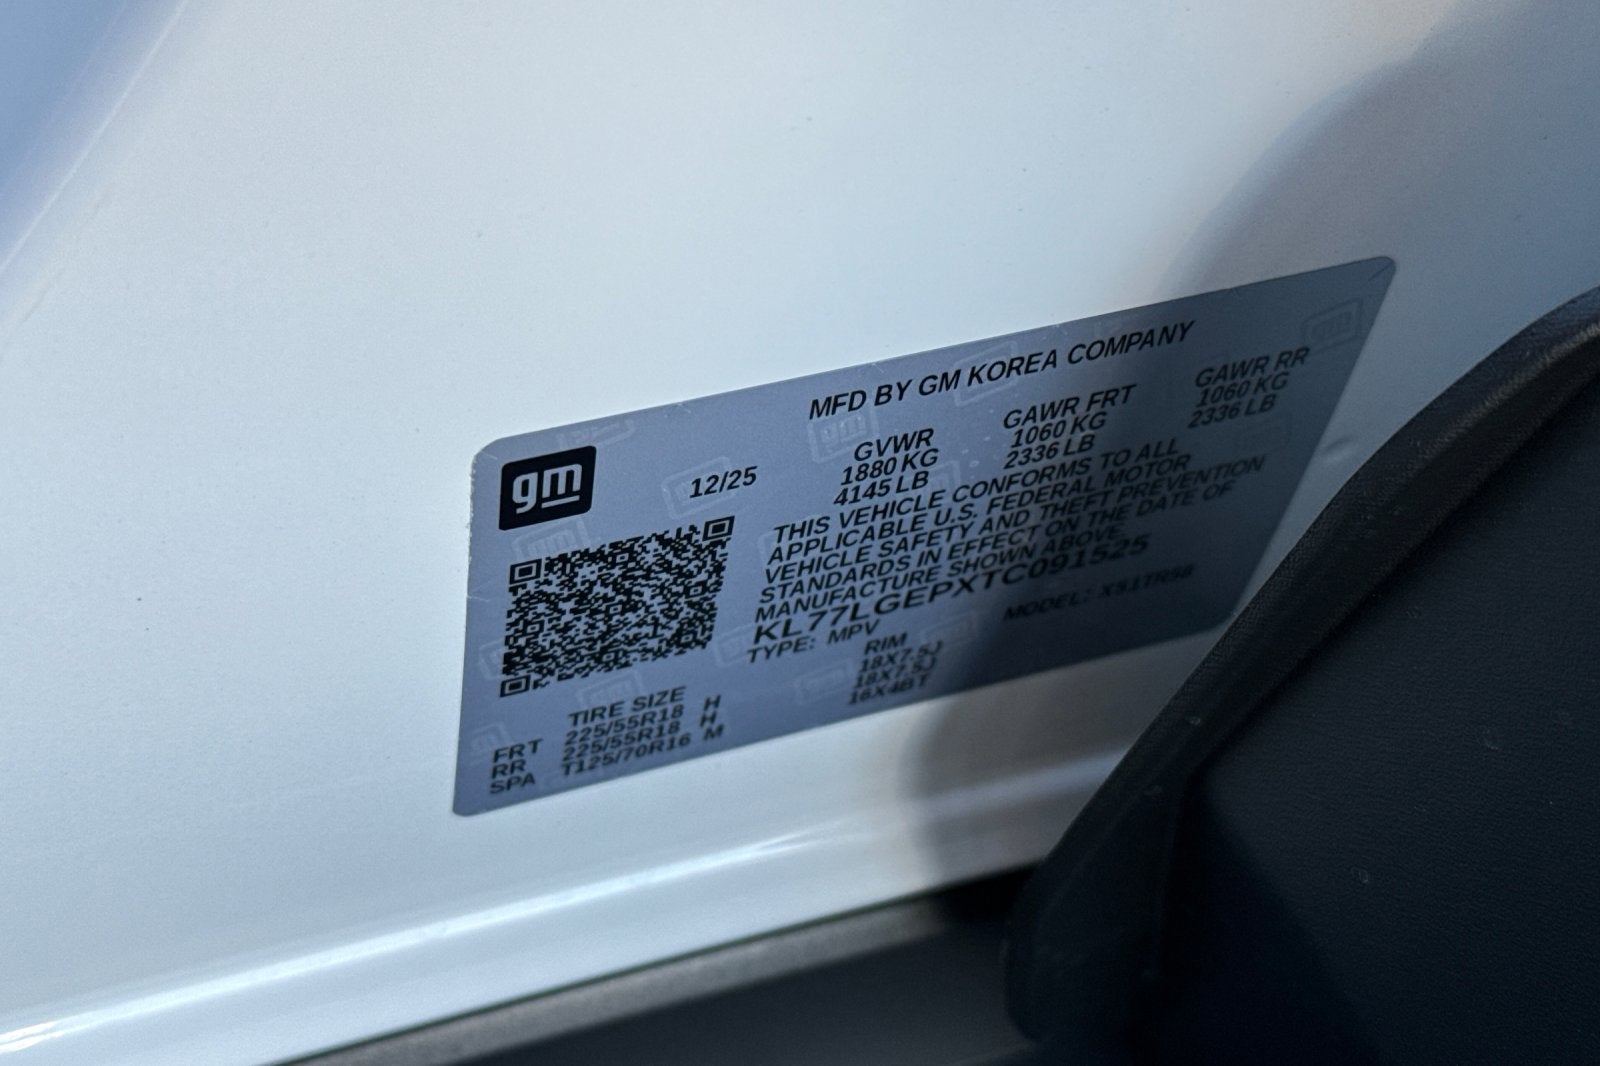 MFD BY GM KOREA COMPANY
gm
12/25
GVWR GAWR FRT GAWR RR
1880 KG 1060 KG 1060 KG
4145 LB 2336 LB 2336 LB
THIS VEHICLE CONFORMS TO ALL
APPLICABLE U.S. FEDERAL MOTOR
VEHICLE SAFETY AND THEFT PREVENTION
STANDARDS IN EFFECT ON THE DATE OF
MANUFACTURE SHOWN ABOVE.
KL77LGEPXTC091525
TYPE: MPV MODEL:
TIRE SIZE RIM
FRT 225/55R18 H 18X7.5J
RR 225/55R18 H 18X7.5J
SPA T125/70R16 M 16X4BT